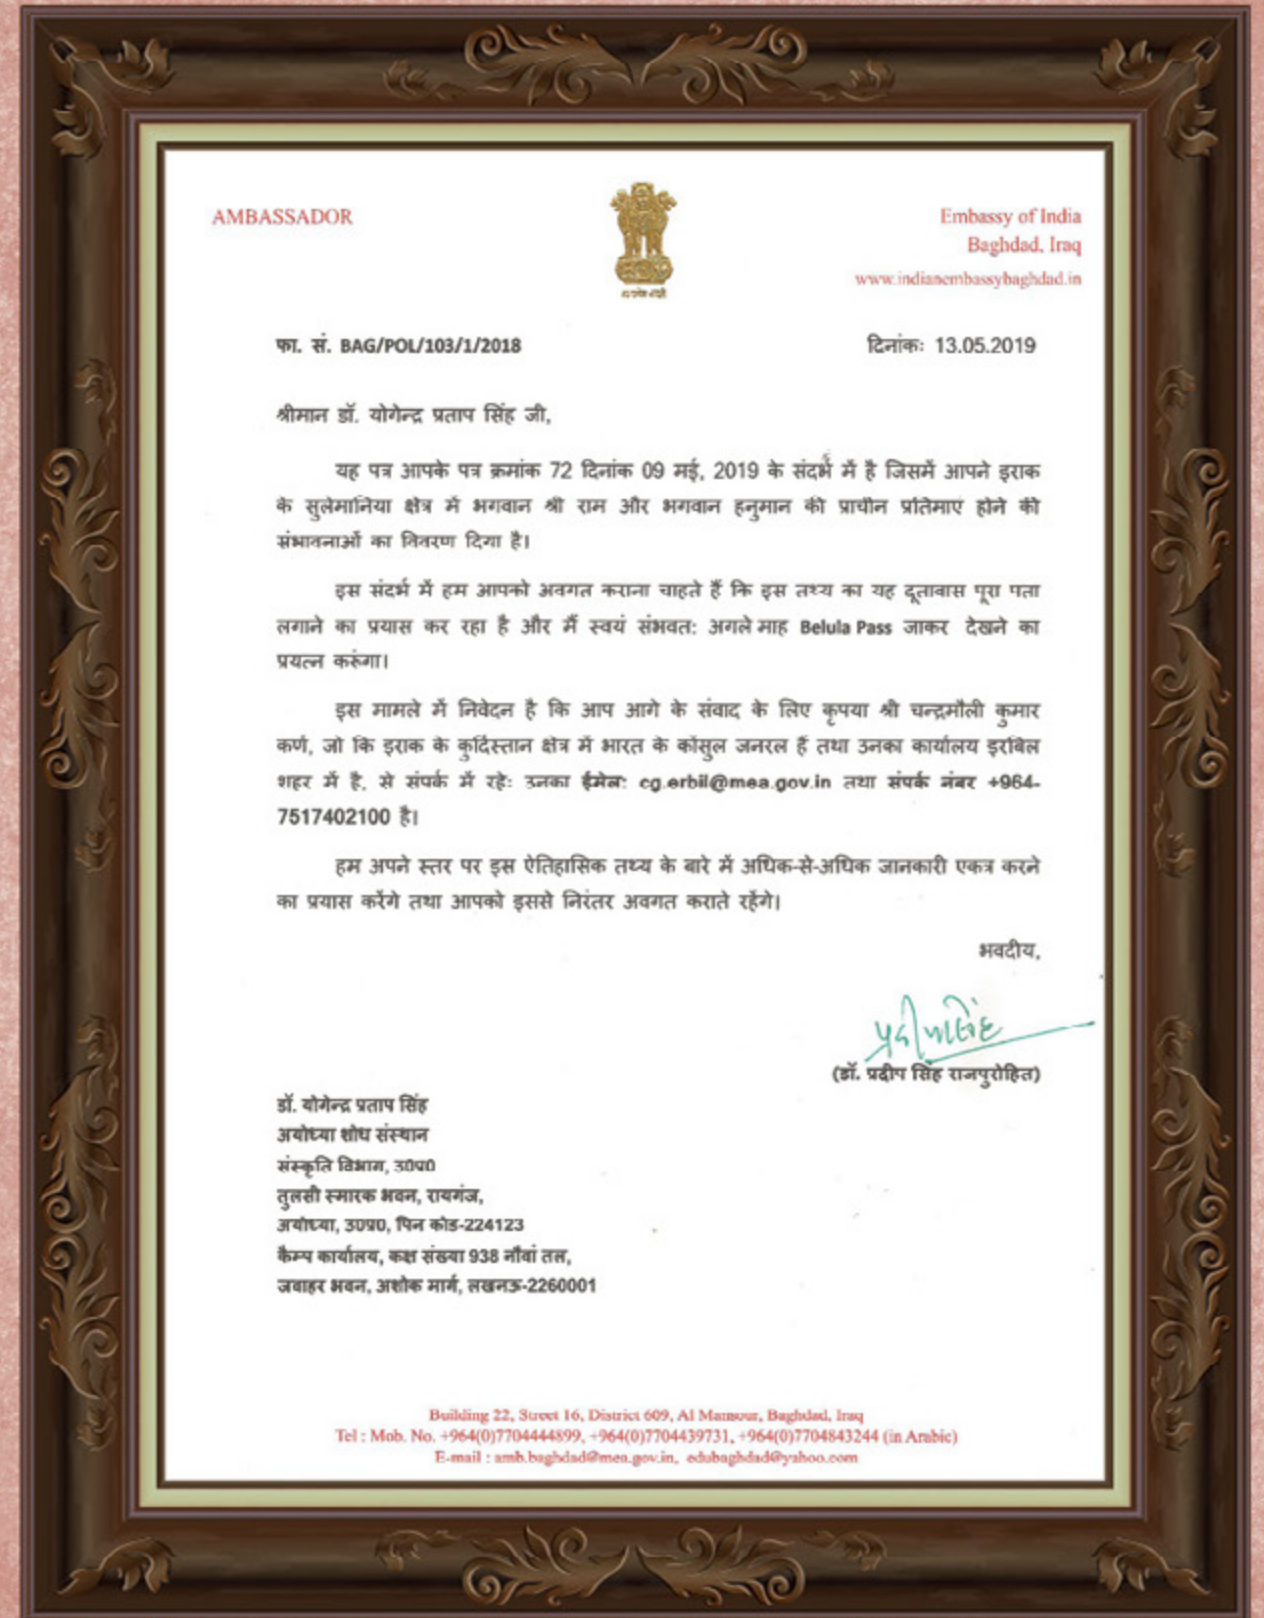 AMBASSADOR
Embassy of India
Baghdad, Iraq
www.indianembassybaghdad.in
सत्यमेव जयते
फा. सं. BAG/POL/103/1/2018
दिनांकः 13.05.2019
श्रीमान डॉ. योगेन्द्र प्रताप सिंह जी,
यह पत्र आपके पत्र क्रमांक 72 दिनांक 09 मई, 2019 के संदर्भ में है जिसमें आपने इराक
के सुलेमानिया क्षेत्र में भगवान श्री राम और भगवान हनुमान की प्राचीन प्रतिमाएं होने की
संभावनाओं का विवरण दिया है।
इस संदर्भ में हम आपको अवगत कराना चाहते हैं कि इस तथ्य का यह दूतावास पूरा पता
लगाने का प्रयास कर रहा है और मैं स्वयं संभवत: अगले माह Belula Pass जाकर देखने का
प्रयत्न करूंगा।
इस मामले में निवेदन है कि आप आगे के संवाद के लिए कृपया श्री चन्द्रमौली कुमार
कर्ण, जो कि इराक के कुर्दिस्तान क्षेत्र में भारत के कोंसुल जनरल हैं तथा उनका कार्यालय इरबिल
शहर में है, से संपर्क में रहे: उनका ईमेल: cg.erbil@mea.gov.in तथा संपर्क नंबर +964-
7517402100 है।
हम अपने स्तर पर इस ऐतिहासिक तथ्य के बारे में अधिक-से-अधिक जानकारी एकत्र करने
का प्रयास करेंगे तथा आपको इससे निरंतर अवगत कराते रहेंगे।
भवदीय,
(डॉ. प्रदीप सिंह राजपुरोहित)
डॉ. योगेन्द्र प्रताप सिंह
अयोध्या शोध संस्थान
संस्कृति विभाग, उ0प्र0
तुलसी स्मारक भवन, रायगंज,
अयोध्या, उ0प्र0, पिन कोड-224123
कैम्प कार्यालय, कक्ष संख्या 938 नौवां तल,
जवाहर भवन, अशोक मार्ग, लखनऊ-2260001
Building 22, Street 16, District 609, Al Mansour, Baghdad, Iraq
Tel : Mob. No. +964(0)7704444899, +964(0)7704439731, +964(0)7704843244 (in Arabic)
E-mail : amb.baghdad@mea.gov.in, edubaghdad@yahoo.com